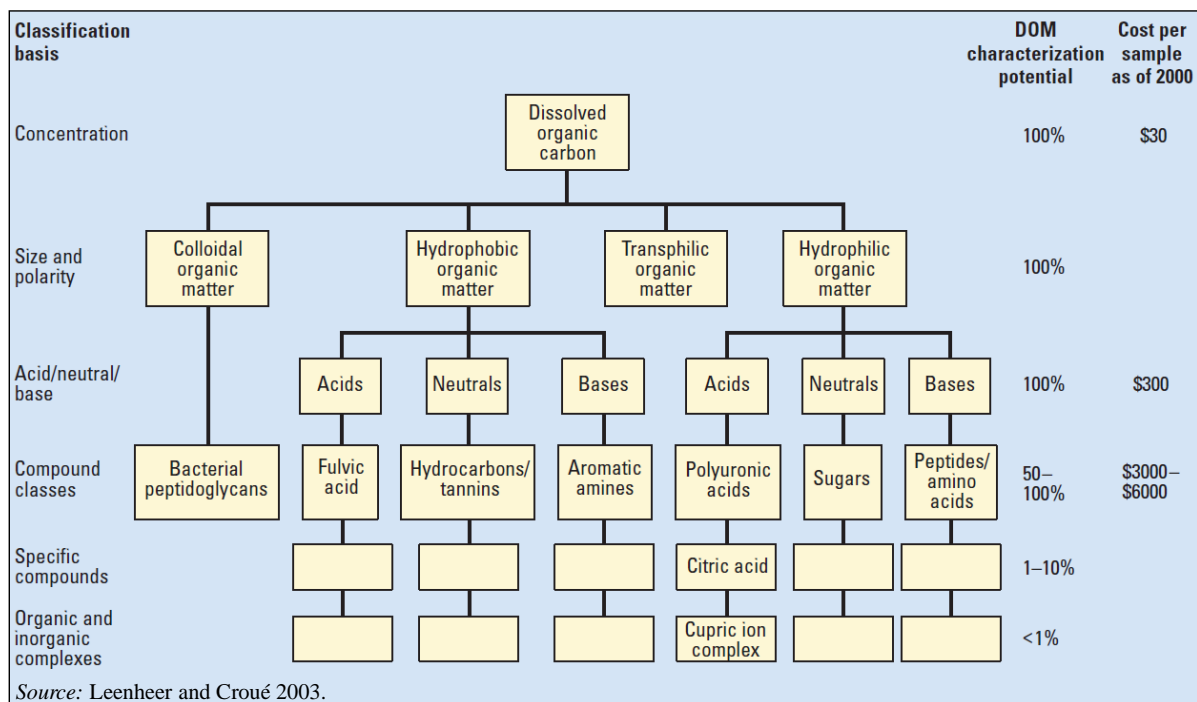 Classification
basis
DOM
characterization
potential
Cost per
sample
as of 2000
Concentration
Dissolved
organic
carbon
100%
$30
Size and
polarity
Colloidal
organic
matter
Hydrophobic
organic
matter
Transphilic
organic
matter
Hydrophilic
organic
matter
100%
Acid/neutral/
base
Acids
Neutrals
Bases
Acids
Neutrals
Bases
100%
$300
Compound
classes
Bacterial
peptidoglycans
Fulvic
acid
Hydrocarbons/
tannins
Aromatic
amines
Polyuronic
acids
Sugars
Peptides/
amino
acids
50–
100%
$3000–
$6000
Specific
compounds
Citric acid
1–10%
Organic and
inorganic
complexes
Cupric ion
complex
<1%
Source: Leenheer and Croué 2003.